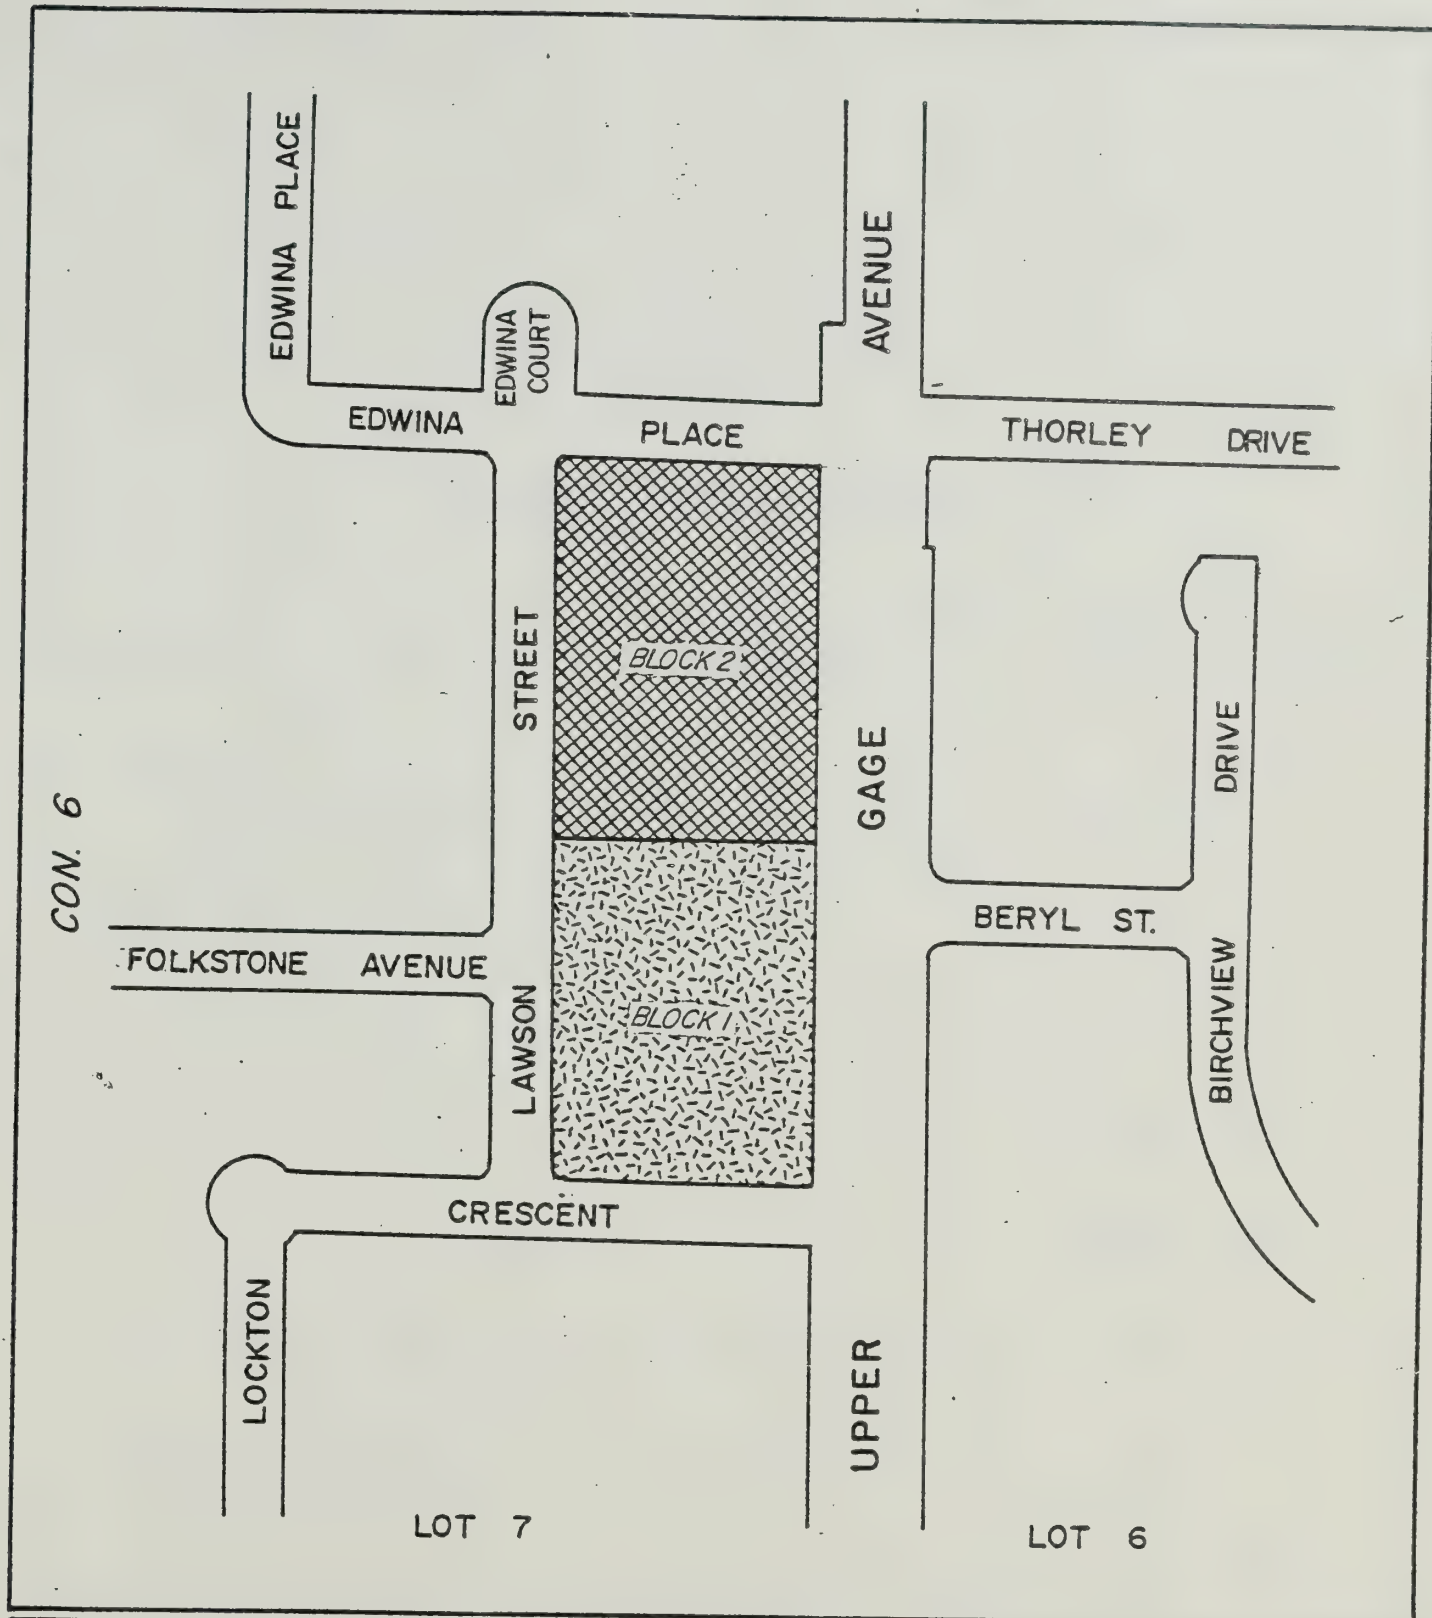 EDWINA PLACE
EDWINA
COURT
EDWINA PLACE
UPPER GAGE AVENUE
THORLEY DRIVE
LAWSON STREET
BLOCK 2
BIRCHVIEW DRIVE
CON. 6
BERYL ST.
FOLKSTONE AVENUE
BLOCK 1
LOCKTON CRESCENT
LOT 7
LOT 6